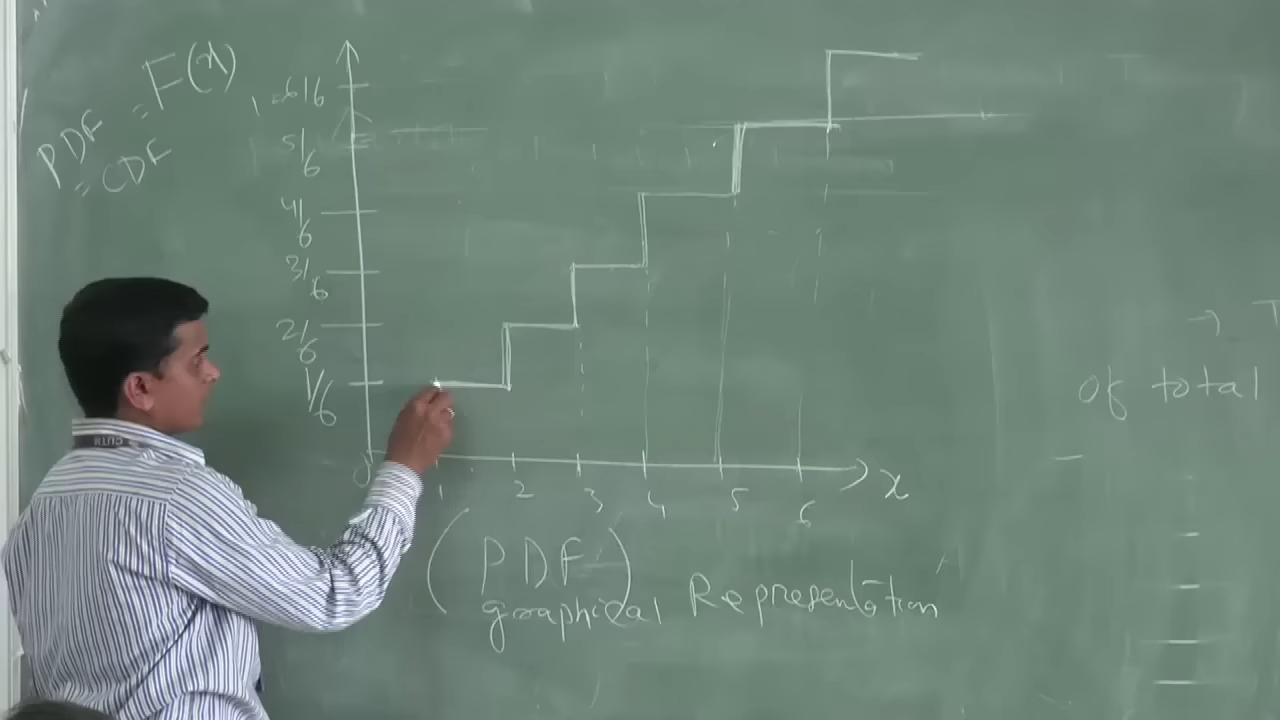 PDF = F(x)
= CDF
1 = 6/6
5/6
4/6
3/6
2/6
1/6
0 1 2 3 4 5 6 x
(PDF)
graphical Representation
→ T
of total